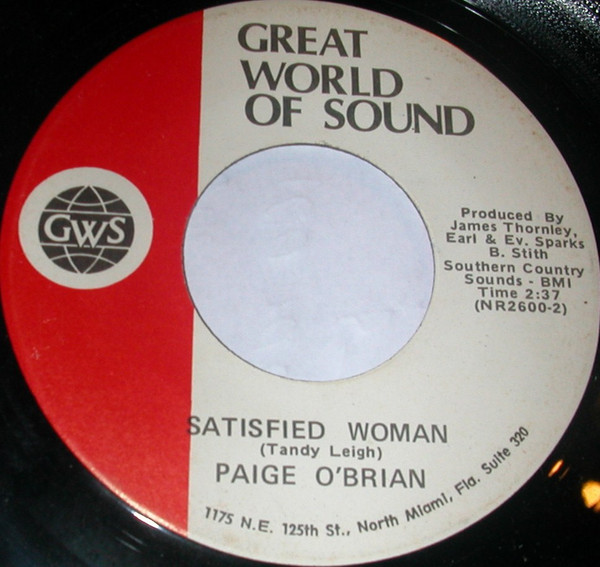 GREAT
WORLD
OF SOUND
GWS
Produced By
James Thornley,
Earl & Ev. Sparks
B. Stith
Southern Country
Sounds - BMI
Time 2:37
(NR2600-2)
SATISFIED WOMAN
(Tandy Leigh)
PAIGE O'BRIAN
1175 N.E. 125th St., North Miami, Fla. Suite 320